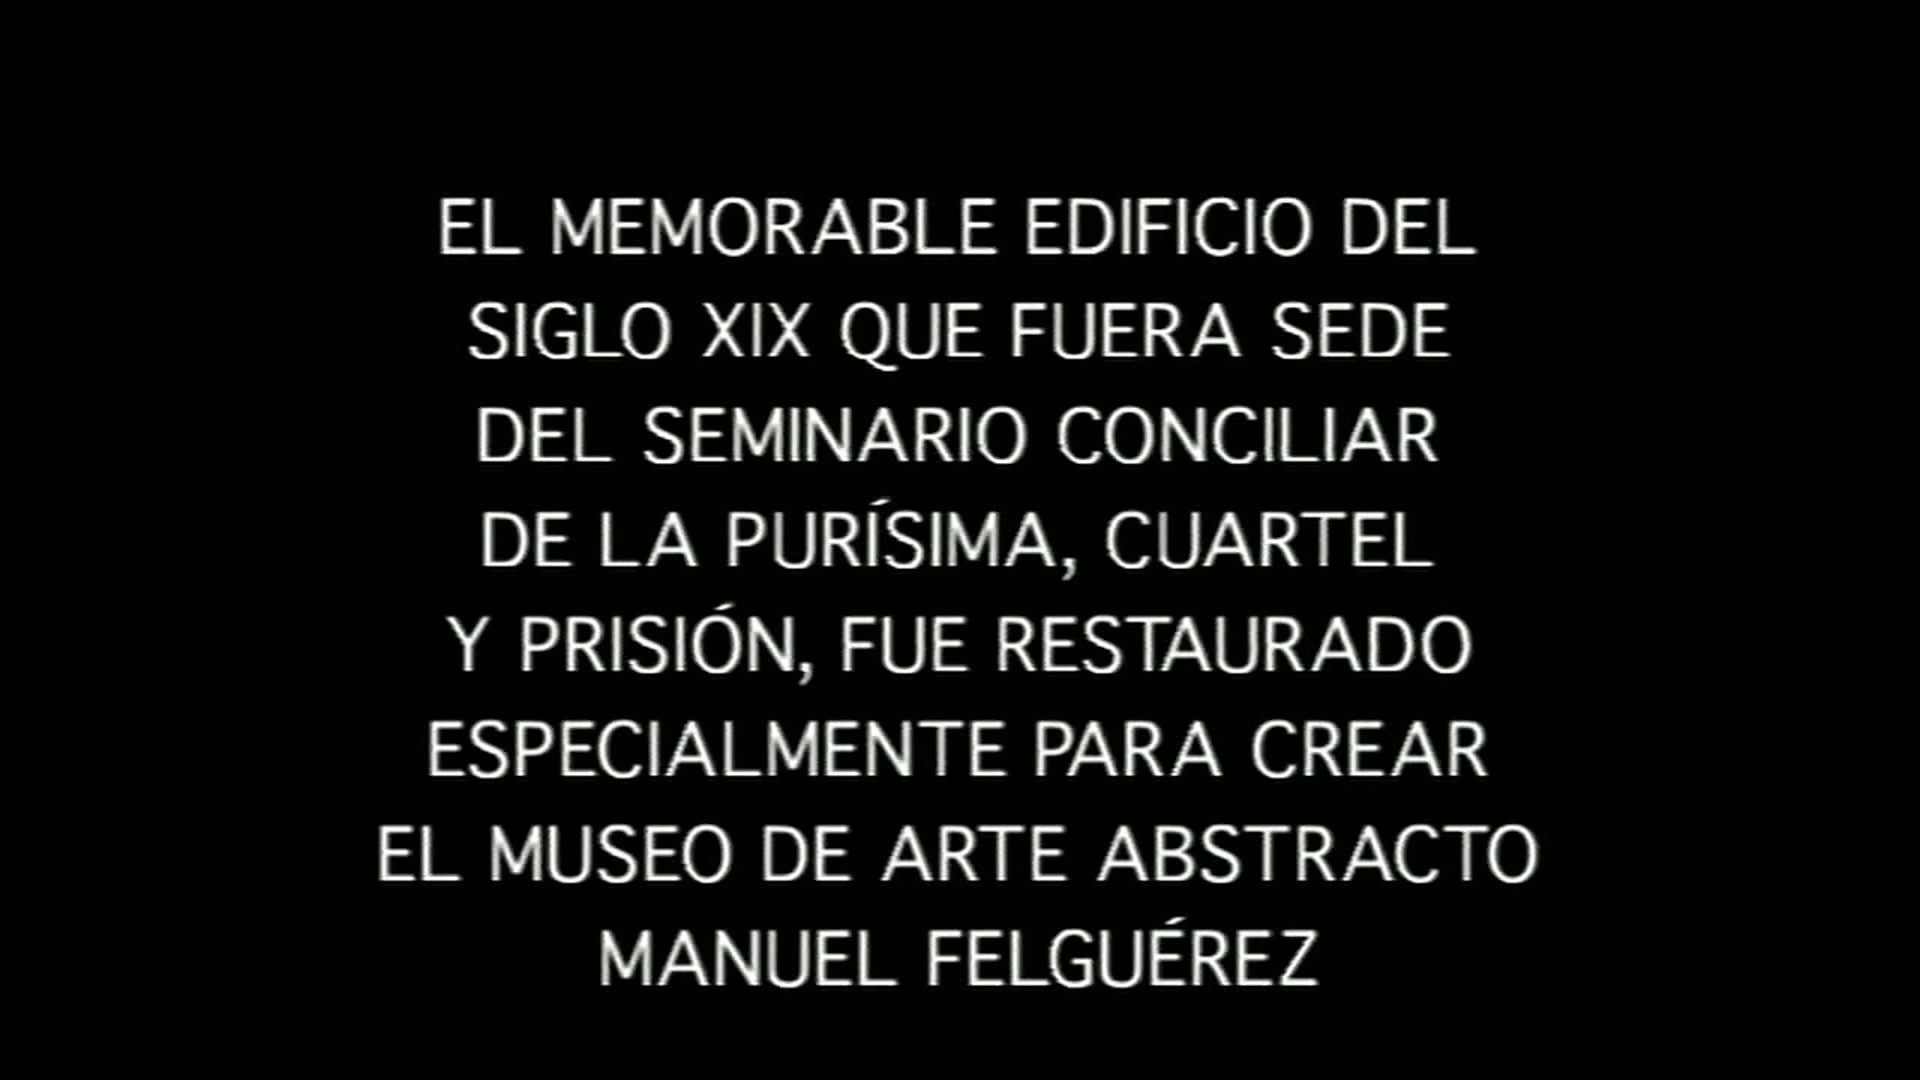 EL MEMORABLE EDIFICIO DEL
SIGLO XIX QUE FUERA SEDE
DEL SEMINARIO CONCILIAR
DE LA PURÍSIMA, CUARTEL
Y PRISIÓN, FUE RESTAURADO
ESPECIALMENTE PARA CREAR
EL MUSEO DE ARTE ABSTRACTO
MANUEL FELGUÉREZ